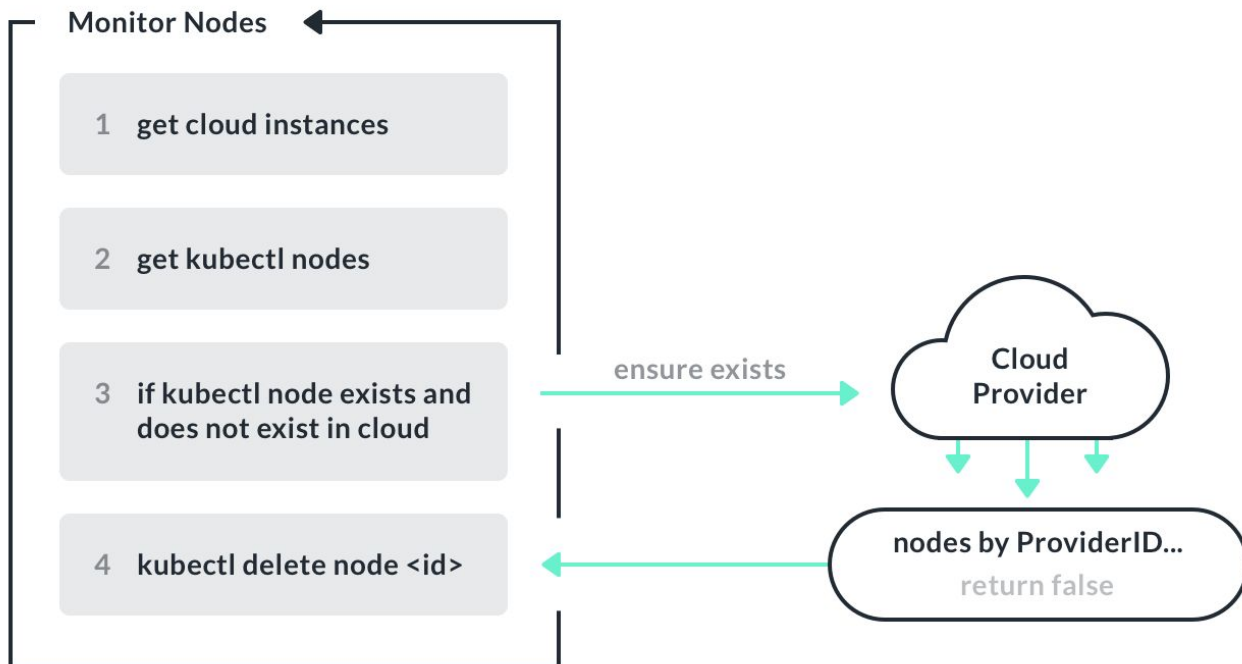 Monitor Nodes
1 get cloud instances
2 get kubectl nodes
3 if kubectl node exists and
does not exist in cloud
4 kubectl delete node <id>
ensure exists
Cloud
Provider
nodes by ProviderID...
return false